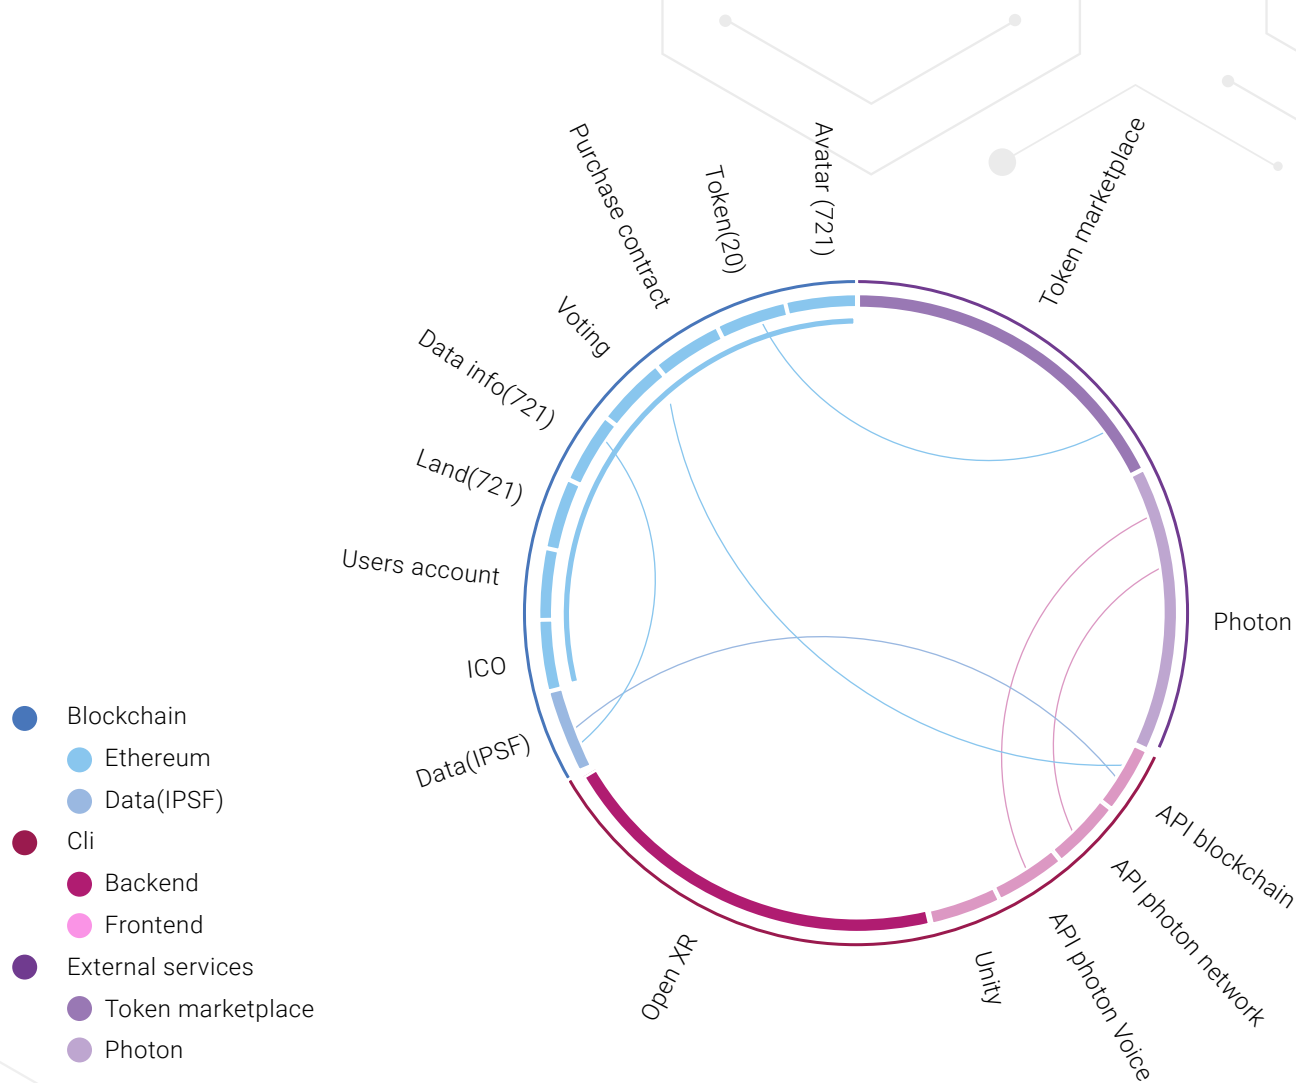 Avatar (721)
Token marketplace
Purchase contract
Token(20)
Voting
Data info(721)
Land(721)
Users account
ICO
Data(IPSF)
Photon
API blockchain
API photon network
API photon Voice
Unity
Open XR
Blockchain
Ethereum
Data(IPSF)
Cli
Backend
Frontend
External services
Token marketplace
Photon